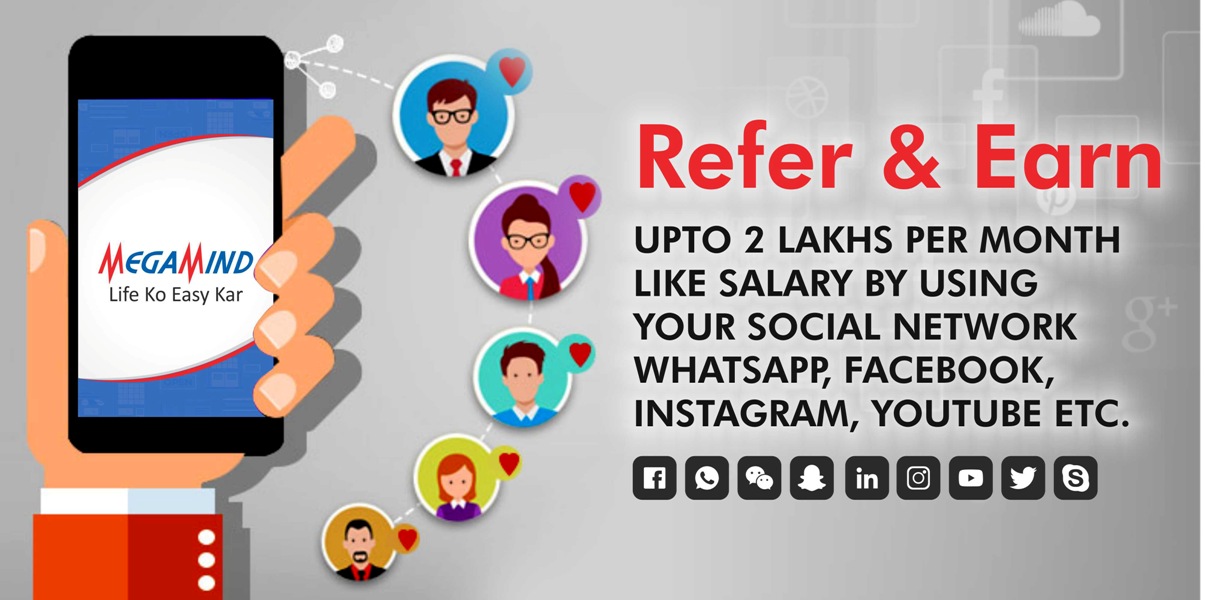 MEGAMIND
Life Ko Easy Kar
Refer & Earn
UPTO 2 LAKHS PER MONTH
LIKE SALARY BY USING
YOUR SOCIAL NETWORK
WHATSAPP, FACEBOOK,
INSTAGRAM, YOUTUBE ETC.